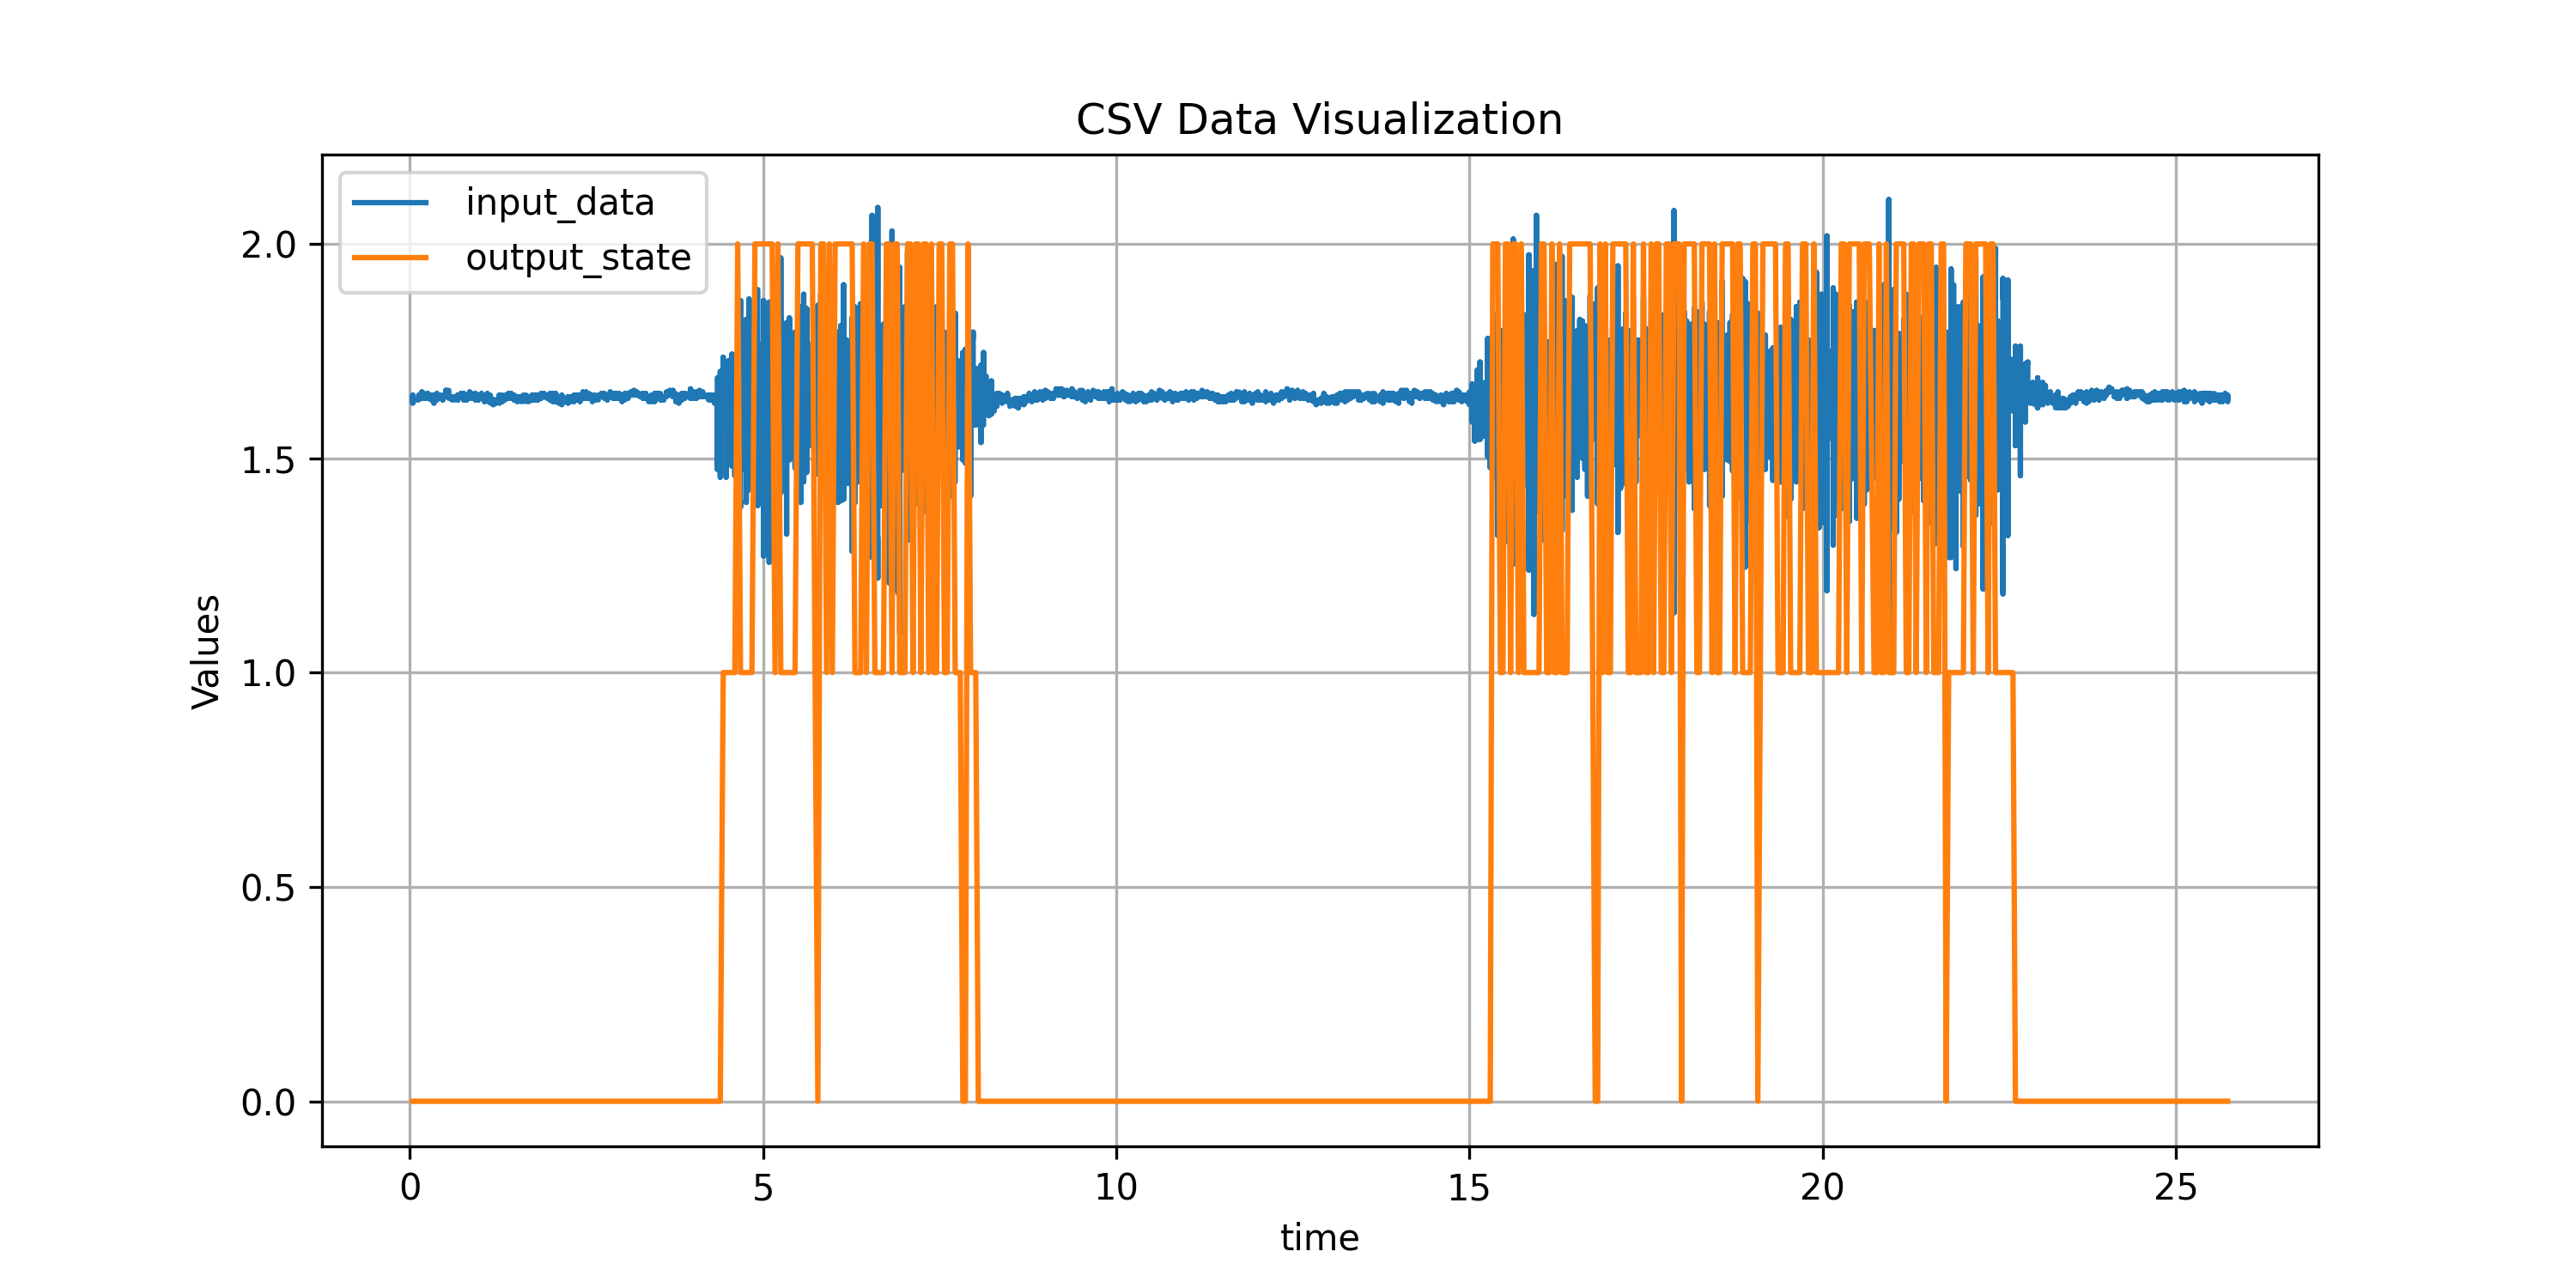 CSV Data Visualization
input_data
output_state
2.0
1.5
1.0
0.5
0.0
Values
0 5 10 15 20 25
time